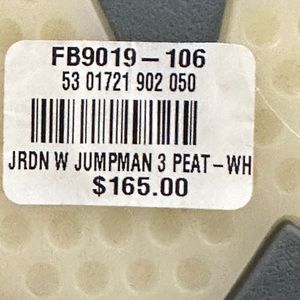 FB9019-106
53 01721 902 050
JRDN W JUMPMAN 3 PEAT-WH
$165.00